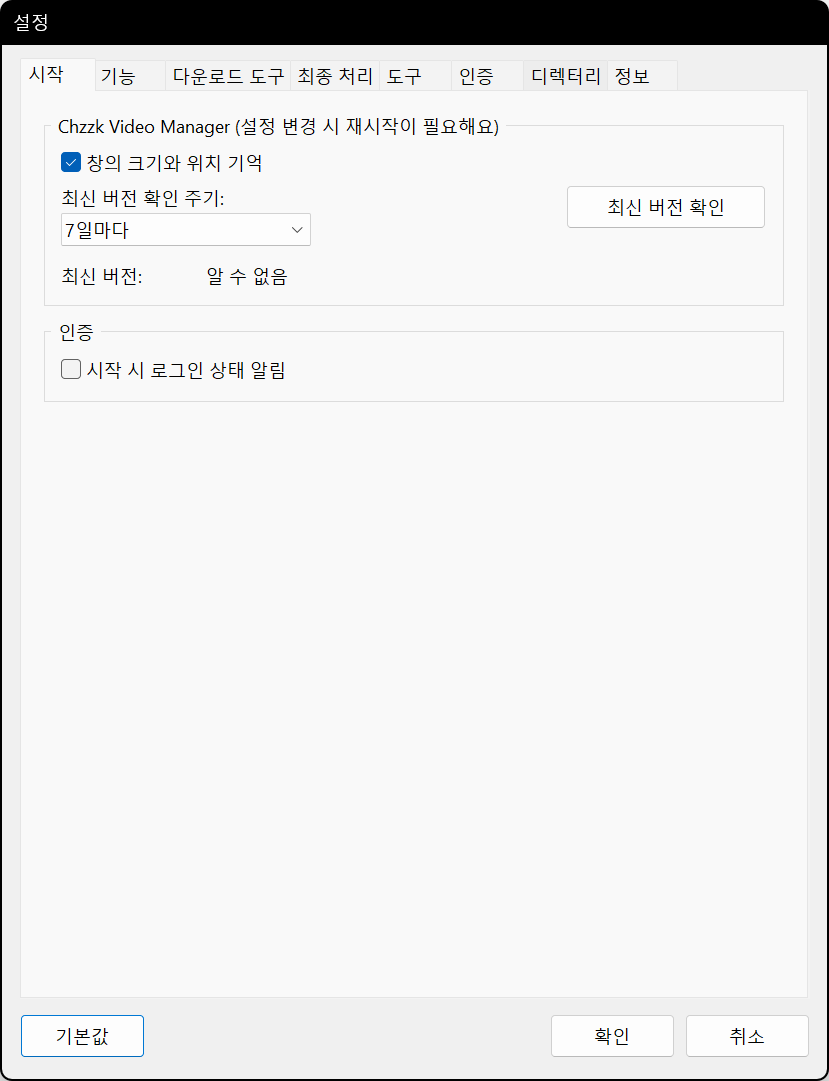 설정
시작 기능 다운로드 도구 최종 처리 도구 인증 디렉터리 정보
Chzzk Video Manager (설정 변경 시 재시작이 필요해요)
창의 크기와 위치 기억
최신 버전 확인 주기:
7일마다
최신 버전 확인
최신 버전: 알 수 없음
인증
시작 시 로그인 상태 알림
기본값 확인 취소